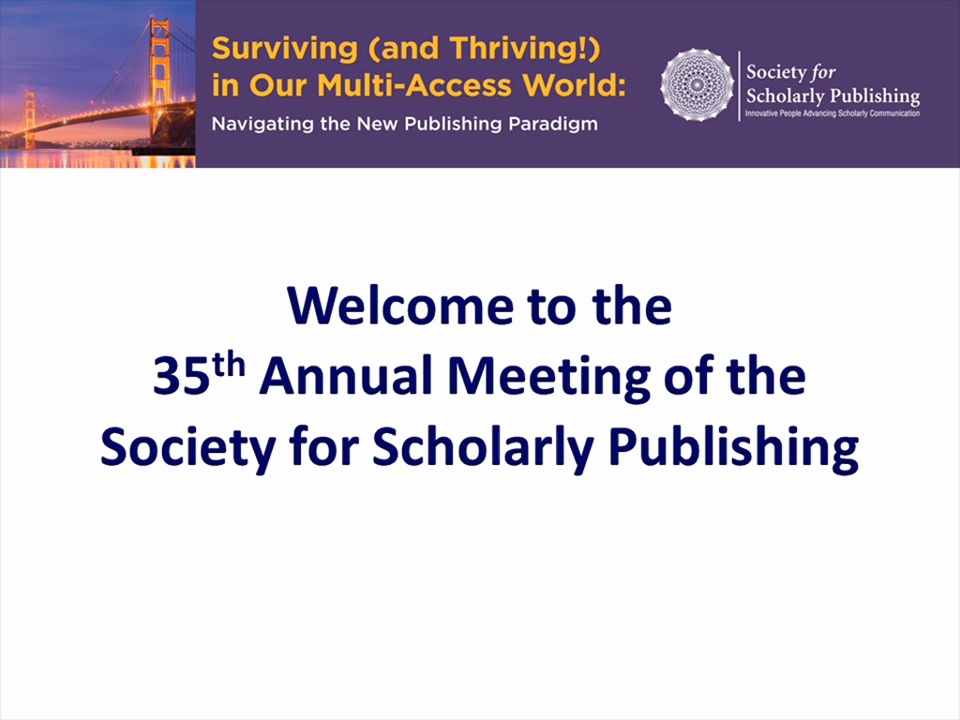 Surviving (and Thriving!)
in Our Multi-Access World:
Navigating the New Publishing Paradigm
Society for
Scholarly Publishing
Innovative People Advancing Scholarly Communication
Welcome to the
35th Annual Meeting of the
Society for Scholarly Publishing